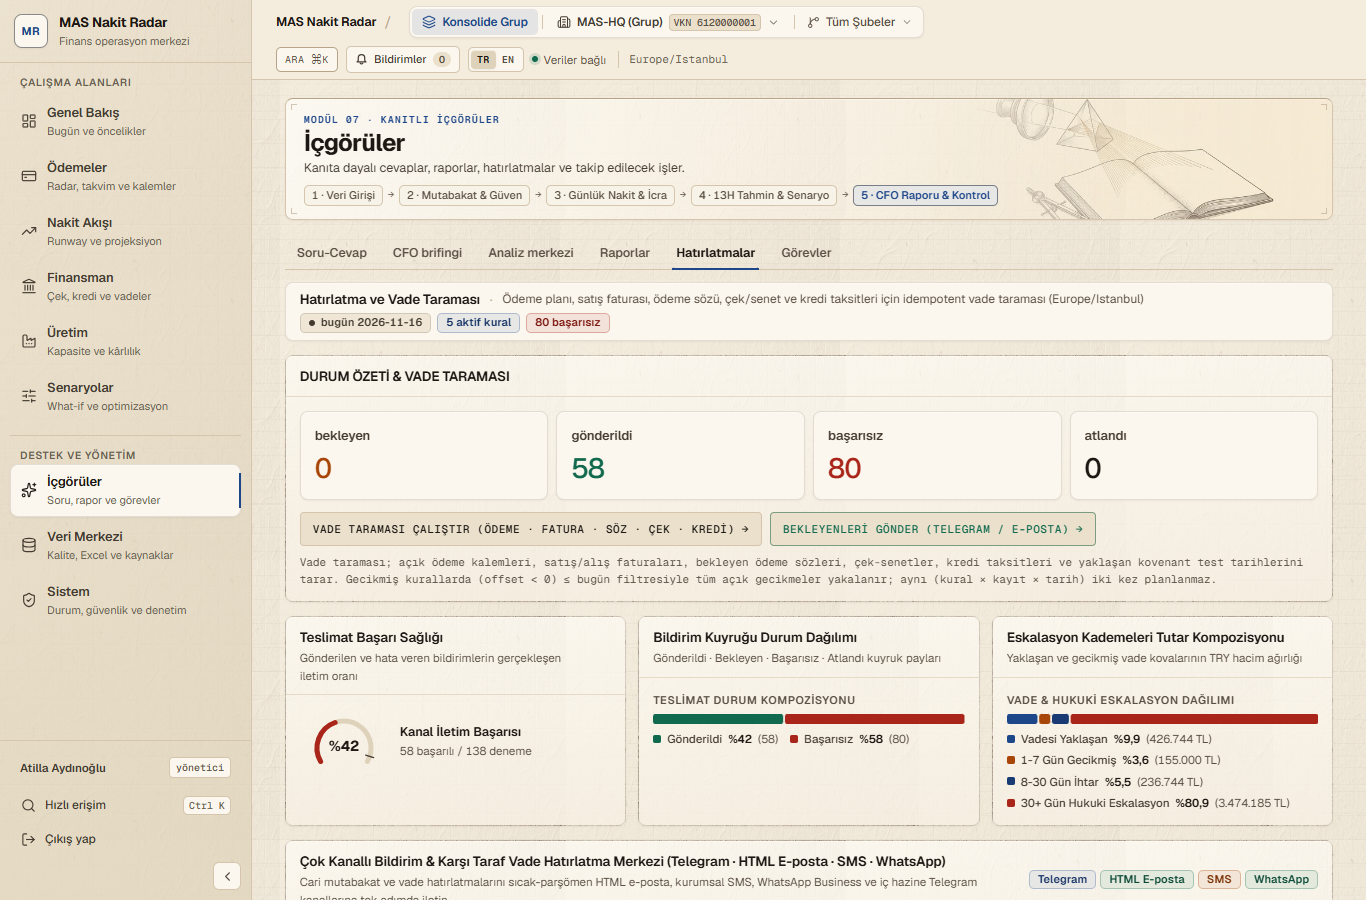 MR
MAS Nakit Radar
Finans operasyon merkezi
ÇALIŞMA ALANLARI
Genel Bakış
Bugün ve öncelikler
Ödemeler
Radar, takvim ve kalemler
Nakit Akışı
Runway ve projeksiyon
Finansman
Çek, kredi ve vadeler
Üretim
Kapasite ve kârlılık
Senaryolar
What-if ve optimizasyon
DESTEK VE YÖNETİM
İçgörüler
Soru, rapor ve görevler
Veri Merkezi
Kalite, Excel ve kaynaklar
Sistem
Durum, güvenlik ve denetim
Atilla Aydınoğlu yönetici
Hızlı erişim Ctrl K
Çıkış yap
MAS Nakit Radar / Konsolide Grup MAS-HQ (Grup) VKN 6120000001 Tüm Şubeler
ARA ⌘K Bildirimler 0 TR EN Veriler bağlı Europe/Istanbul
MODÜL 07 · KANITLI İÇGÖRÜLER
İçgörüler
Kanıta dayalı cevaplar, raporlar, hatırlatmalar ve takip edilecek işler.
1 · Veri Girişi → 2 · Mutabakat & Güven → 3 · Günlük Nakit & İcra → 4 · 13H Tahmin & Senaryo → 5 · CFO Raporu & Kontrol
Soru-Cevap CFO brifingi Analiz merkezi Raporlar Hatırlatmalar Görevler
Hatırlatma ve Vade Taraması · Ödeme planı, satış faturası, ödeme sözü, çek/senet ve kredi taksitleri için idempotent vade taraması (Europe/Istanbul)
● bugün 2026-11-16 5 aktif kural 80 başarısız
DURUM ÖZETİ & VADE TARAMASI
bekleyen gönderildi başarısız atlandı
0 58 80 0
VADE TARAMASI ÇALIŞTIR (ÖDEME · FATURA · SÖZ · ÇEK · KREDİ) → BEKLEYENLERİ GÖNDER (TELEGRAM / E-POSTA) →
Vade taraması; açık ödeme kalemleri, satış/alış faturaları, bekleyen ödeme sözleri, çek-senetler, kredi taksitleri ve yaklaşan kovenant test tarihlerini
tarar. Gecikmiş kurallarda (offset < 0) ≤ bugün filtresiyle tüm açık gecikmeler yakalanır; aynı (kural × kayıt × tarih) iki kez planlanmaz.
Teslimat Başarı Sağlığı
Gönderilen ve hata veren bildirimlerin gerçekleşen
iletim oranı
%42
Kanal İletim Başarısı
58 başarılı / 138 deneme
Bildirim Kuyruğu Durum Dağılımı
Gönderildi · Bekleyen · Başarısız · Atlandı kuyruk payları
TESLİMAT DURUM KOMPOZİSYONU
Gönderildi %42 (58) Başarısız %58 (80)
Eskalasyon Kademeleri Tutar Kompozisyonu
Yaklaşan ve gecikmiş vade kovalarının TRY hacim ağırlığı
VADE & HUKUKİ ESKALASYON DAĞILIMI
Vadesi Yaklaşan %9,9 (426.744 TL)
1-7 Gün Gecikmiş %3,6 (155.000 TL)
8-30 Gün İhtar %5,5 (236.744 TL)
30+ Gün Hukuki Eskalasyon %80,9 (3.474.185 TL)
Çok Kanallı Bildirim & Karşı Taraf Vade Hatırlatma Merkezi (Telegram · HTML E-posta · SMS · WhatsApp)
Cari mutabakat ve vade hatırlatmalarını sıcak-parşömen HTML e-posta, kurumsal SMS, WhatsApp Business ve iç hazine Telegram
kanallarına tek adımda iletin.
Telegram HTML E-posta SMS WhatsApp